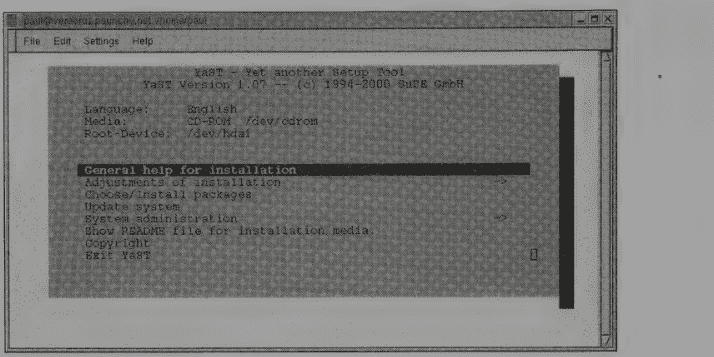 File Edit Settings Help
YaST - Yet another Setup Tool
YaST Version 1.07 -- (c) 1994-2000 SuSE GmbH
Language: English
Media: CD-ROM /dev/cdrom
Root-Device: /dev/hda1
General help for installation
Adjustments of installation ->
Choose/Install packages
Update system
System administration ->
Show README file for installation media.
Copyright
Exit YaST